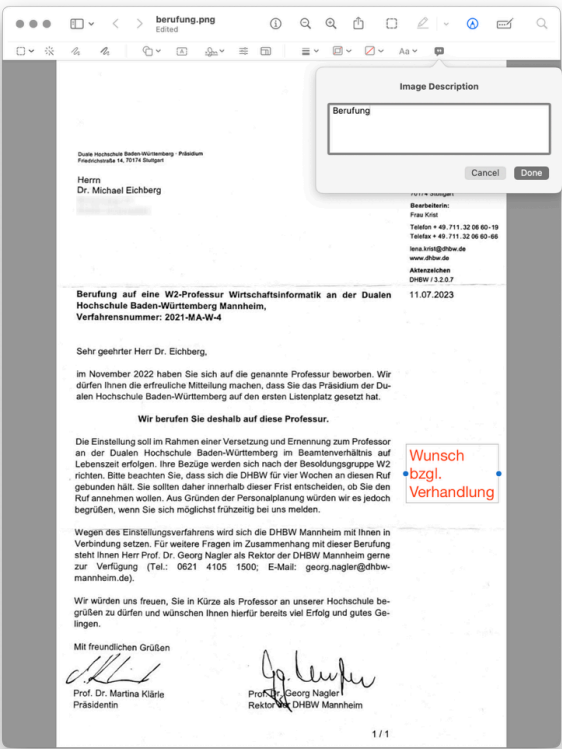 berufung.png
Edited
Aa
Image Description
Berufung
Cancel
Done
Duale Hochschule Baden-Württemberg · Präsidium
Friedrichstraße 14, 70174 Stuttgart
Herrn
Dr. Michael Eichberg
70174 Stuttgart
Bearbeiterin:
Frau Krist
Telefon + 49.711.32 06 60-19
Telefax + 49.711.32 06 60-66
lena.krist@dhbw.de
www.dhbw.de
Aktenzeichen
DHBW / 3.2.0.7
11.07.2023
Berufung auf eine W2-Professur Wirtschaftsinformatik an der Dualen
Hochschule Baden-Württemberg Mannheim,
Verfahrensnummer: 2021-MA-W-4
Sehr geehrter Herr Dr. Eichberg,
im November 2022 haben Sie sich auf die genannte Professur beworben. Wir
dürfen Ihnen die erfreuliche Mitteilung machen, dass Sie das Präsidium der Du-
alen Hochschule Baden-Württemberg auf den ersten Listenplatz gesetzt hat.
Wir berufen Sie deshalb auf diese Professur.
Die Einstellung soll im Rahmen einer Versetzung und Ernennung zum Professor
an der Dualen Hochschule Baden-Württemberg im Beamtenverhältnis auf
Lebenszeit erfolgen. Ihre Bezüge werden sich nach der Besoldungsgruppe W2
richten. Bitte beachten Sie, dass sich die DHBW für vier Wochen an diesen Ruf
gebunden hält. Sie sollten daher innerhalb dieser Frist entscheiden, ob Sie den
Ruf annehmen wollen. Aus Gründen der Personalplanung würden wir es jedoch
begrüßen, wenn Sie sich möglichst frühzeitig bei uns melden.
Wunsch
bzgl.
Verhandlung
Wegen des Einstellungsverfahrens wird sich die DHBW Mannheim mit Ihnen in
Verbindung setzen. Für weitere Fragen im Zusammenhang mit dieser Berufung
steht Ihnen Herr Prof. Dr. Georg Nagler als Rektor der DHBW Mannheim gerne
zur Verfügung (Tel.: 0621 4105 1500; E-Mail: georg.nagler@dhbw-
mannheim.de).
Wir würden uns freuen, Sie in Kürze als Professor an unserer Hochschule be-
grüßen zu dürfen und wünschen Ihnen hierfür bereits viel Erfolg und gutes Ge-
lingen.
Mit freundlichen Grüßen
Prof. Dr. Martina Klärle
Präsidentin
Prof. Dr. Georg Nagler
Rektor der DHBW Mannheim
1 / 1